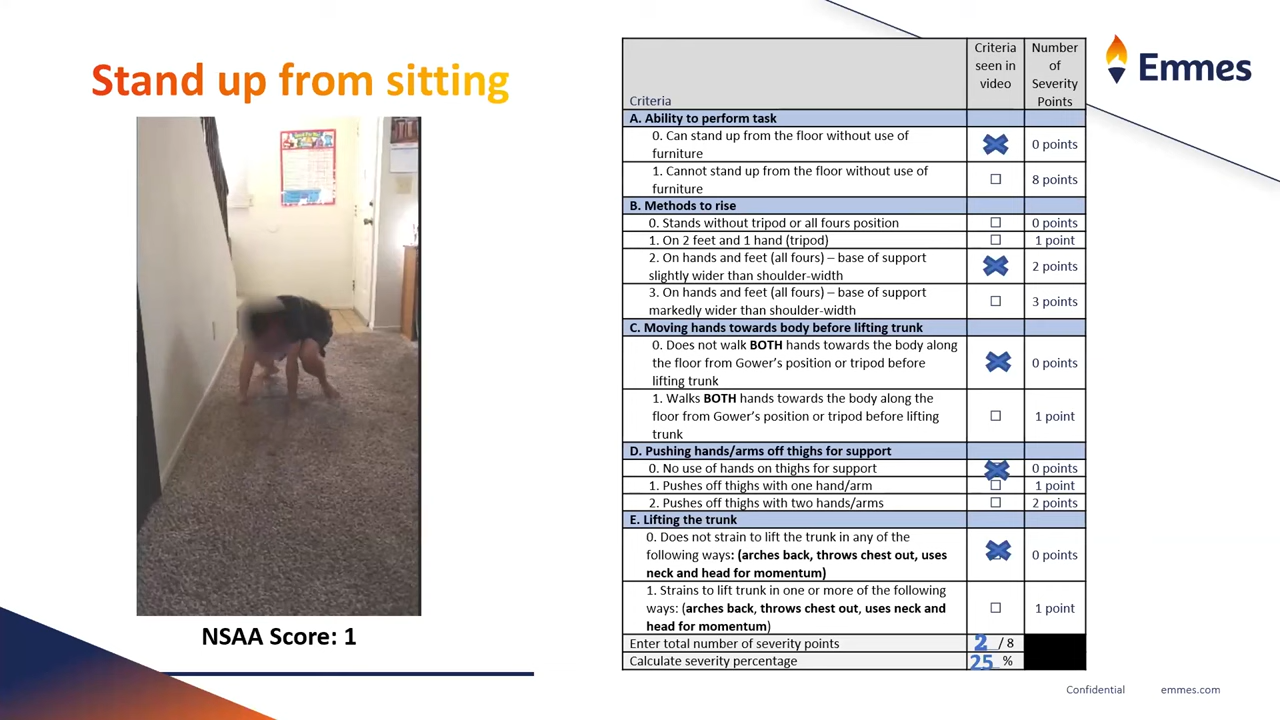 Stand up from sitting
NSAA Score: 1
Criteria
Criteria seen in video
Number of Severity Points
A. Ability to perform task
0. Can stand up from the floor without use of
furniture
0 points
1. Cannot stand up from the floor without use of
furniture
☐
8 points
B. Methods to rise
0. Stands without tripod or all fours position
☐
0 points
1. On 2 feet and 1 hand (tripod)
☐
1 point
2. On hands and feet (all fours) – base of support
slightly wider than shoulder-width
2 points
3. On hands and feet (all fours) – base of support
markedly wider than shoulder-width
☐
3 points
C. Moving hands towards body before lifting trunk
0. Does not walk BOTH hands towards the body along
the floor from Gower’s position or tripod before
lifting trunk
0 points
1. Walks BOTH hands towards the body along the
floor from Gower’s position or tripod before lifting
trunk
☐
1 point
D. Pushing hands/arms off thighs for support
0. No use of hands on thighs for support
0 points
1. Pushes off thighs with one hand/arm
☐
1 point
2. Pushes off thighs with two hands/arms
☐
2 points
E. Lifting the trunk
0. Does not strain to lift the trunk in any of the
following ways: (arches back, throws chest out, uses
neck and head for momentum)
0 points
1. Strains to lift trunk in one or more of the following
ways: (arches back, throws chest out, uses neck and
head for momentum)
☐
1 point
Enter total number of severity points
2 / 8
Calculate severity percentage
25 %
Emmes
Confidential emmes.com